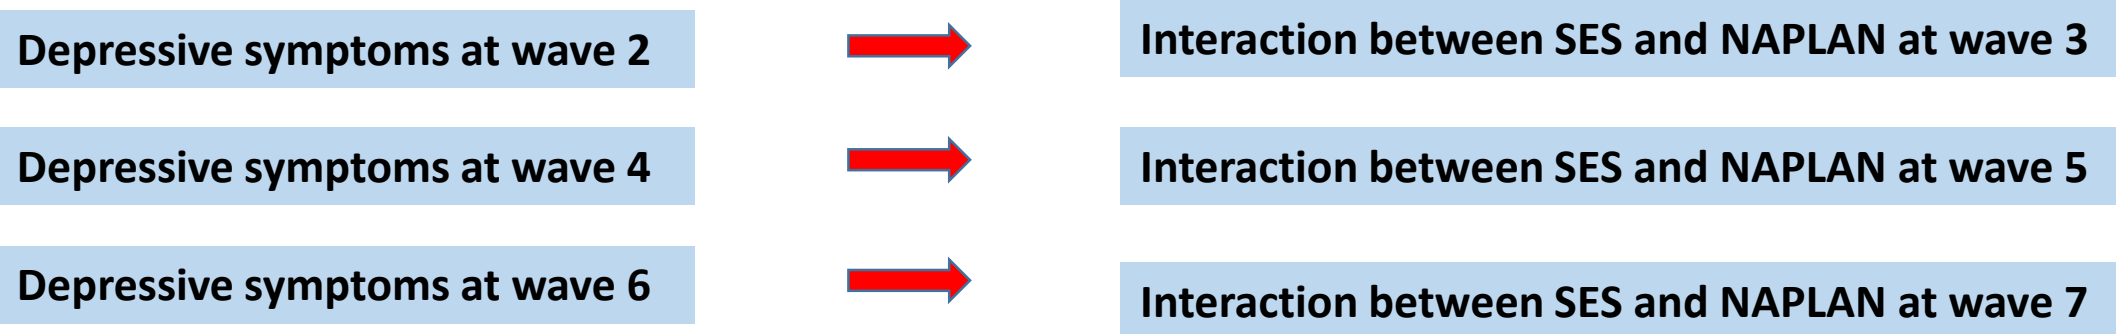 Depressive symptoms at wave 2
Interaction between SES and NAPLAN at wave 3
Depressive symptoms at wave 4
Interaction between SES and NAPLAN at wave 5
Depressive symptoms at wave 6
Interaction between SES and NAPLAN at wave 7